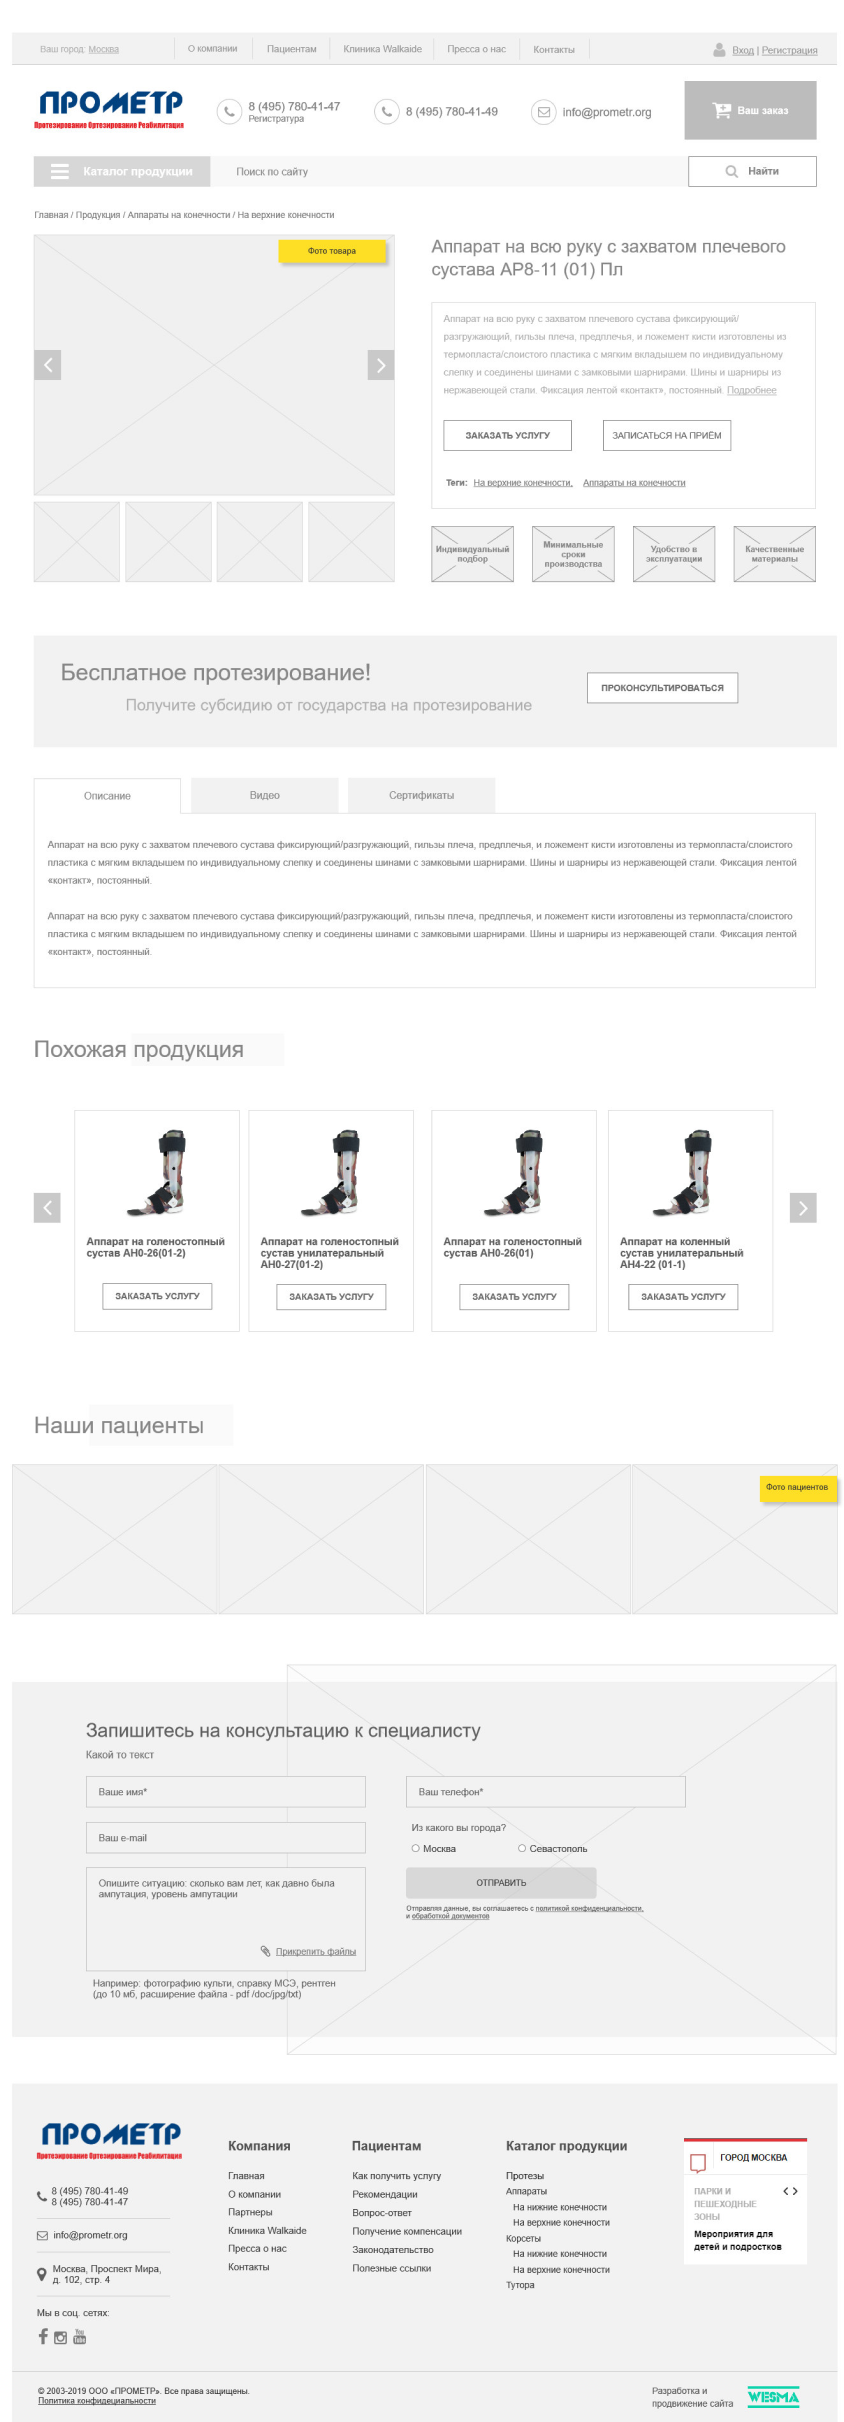 Ваш город: Москва
О компании
Пациентам
Клиника Walkaide
Пресса о нас
Контакты
Вход | Регистрация
ПРОМЕТР
Протезирование Ортезирование Реабилитация
8 (495) 780-41-47
Регистратура
8 (495) 780-41-49
info@prometr.org
Ваш заказ
Каталог продукции
Поиск по сайту
Найти
Главная / Продукция / Аппараты на конечности / На верхние конечности
Фото товара
Аппарат на всю руку с захватом плечевого
сустава АР8-11 (01) Пл
Аппарат на всю руку с захватом плечевого сустава фиксирующий/
разгружающий, гильзы плеча, предплечья, и ложемент кисти изготовлены из
термопласта/слоистого пластика с мягким вкладышем по индивидуальному
слепку и соединены шинами с замковыми шарнирами. Шины и шарниры из
нержавеющей стали. Фиксация лентой «контакт», постоянный. Подробнее
ЗАКАЗАТЬ УСЛУГУ
ЗАПИСАТЬСЯ НА ПРИЁМ
Теги: На верхние конечности, Аппараты на конечности
Индивидуальный
подбор
Минимальные
сроки
производства
Удобство в
эксплуатации
Качественные
материалы
Бесплатное протезирование!
Получите субсидию от государства на протезирование
ПРОКОНСУЛЬТИРОВАТЬСЯ
Описание
Видео
Сертификаты
Аппарат на всю руку с захватом плечевого сустава фиксирующий/разгружающий, гильзы плеча, предплечья, и ложемент кисти изготовлены из термопласта/слоистого
пластика с мягким вкладышем по индивидуальному слепку и соединены шинами с замковыми шарнирами. Шины и шарниры из нержавеющей стали. Фиксация лентой
«контакт», постоянный.
Аппарат на всю руку с захватом плечевого сустава фиксирующий/разгружающий, гильзы плеча, предплечья, и ложемент кисти изготовлены из термопласта/слоистого
пластика с мягким вкладышем по индивидуальному слепку и соединены шинами с замковыми шарнирами. Шины и шарниры из нержавеющей стали. Фиксация лентой
«контакт», постоянный.
Похожая продукция
Аппарат на голеностопный
сустав АН0-26(01-2)
ЗАКАЗАТЬ УСЛУГУ
Аппарат на голеностопный
сустав унилатеральный
АН0-27(01-2)
ЗАКАЗАТЬ УСЛУГУ
Аппарат на голеностопный
сустав АН0-26(01)
ЗАКАЗАТЬ УСЛУГУ
Аппарат на коленный
сустав унилатеральный
АН4-22 (01-1)
ЗАКАЗАТЬ УСЛУГУ
Наши пациенты
Фото пациентов
Запишитесь на консультацию к специалисту
Какой то текст
Ваше имя*
Ваш телефон*
Ваш e-mail
Из какого вы города?
Москва
Севастополь
Опишите ситуацию: сколько вам лет, как давно была
ампутация, уровень ампутации
Прикрепить файлы
ОТПРАВИТЬ
Отправляя данные, вы соглашаетесь с политикой конфиденциальности,
и обработкой документов
Например: фотографию культи, справку МСЭ, рентген
(до 10 мб, расширение файла - pdf /doc/jpg/txt)
ПРОМЕТР
Протезирование Ортезирование Реабилитация
8 (495) 780-41-49
8 (495) 780-41-47
info@prometr.org
Москва, Проспект Мира,
д. 102, стр. 4
Мы в соц. сетях:
You
Tube
Компания
Главная
О компании
Партнеры
Клиника Walkaide
Пресса о нас
Контакты
Пациентам
Как получить услугу
Рекомендации
Вопрос-ответ
Получение компенсации
Законодательство
Полезные ссылки
Каталог продукции
Протезы
Аппараты
На нижние конечности
На верхние конечности
Корсеты
На нижние конечности
На верхние конечности
Тутора
ГОРОД МОСКВА
ПАРКИ И
ПЕШЕХОДНЫЕ
ЗОНЫ
Мероприятия для
детей и подростков
© 2003-2019 ООО «ПРОМЕТР». Все права защищены.
Политика конфидециальности
Разработка и
продвижение сайта
WESMA